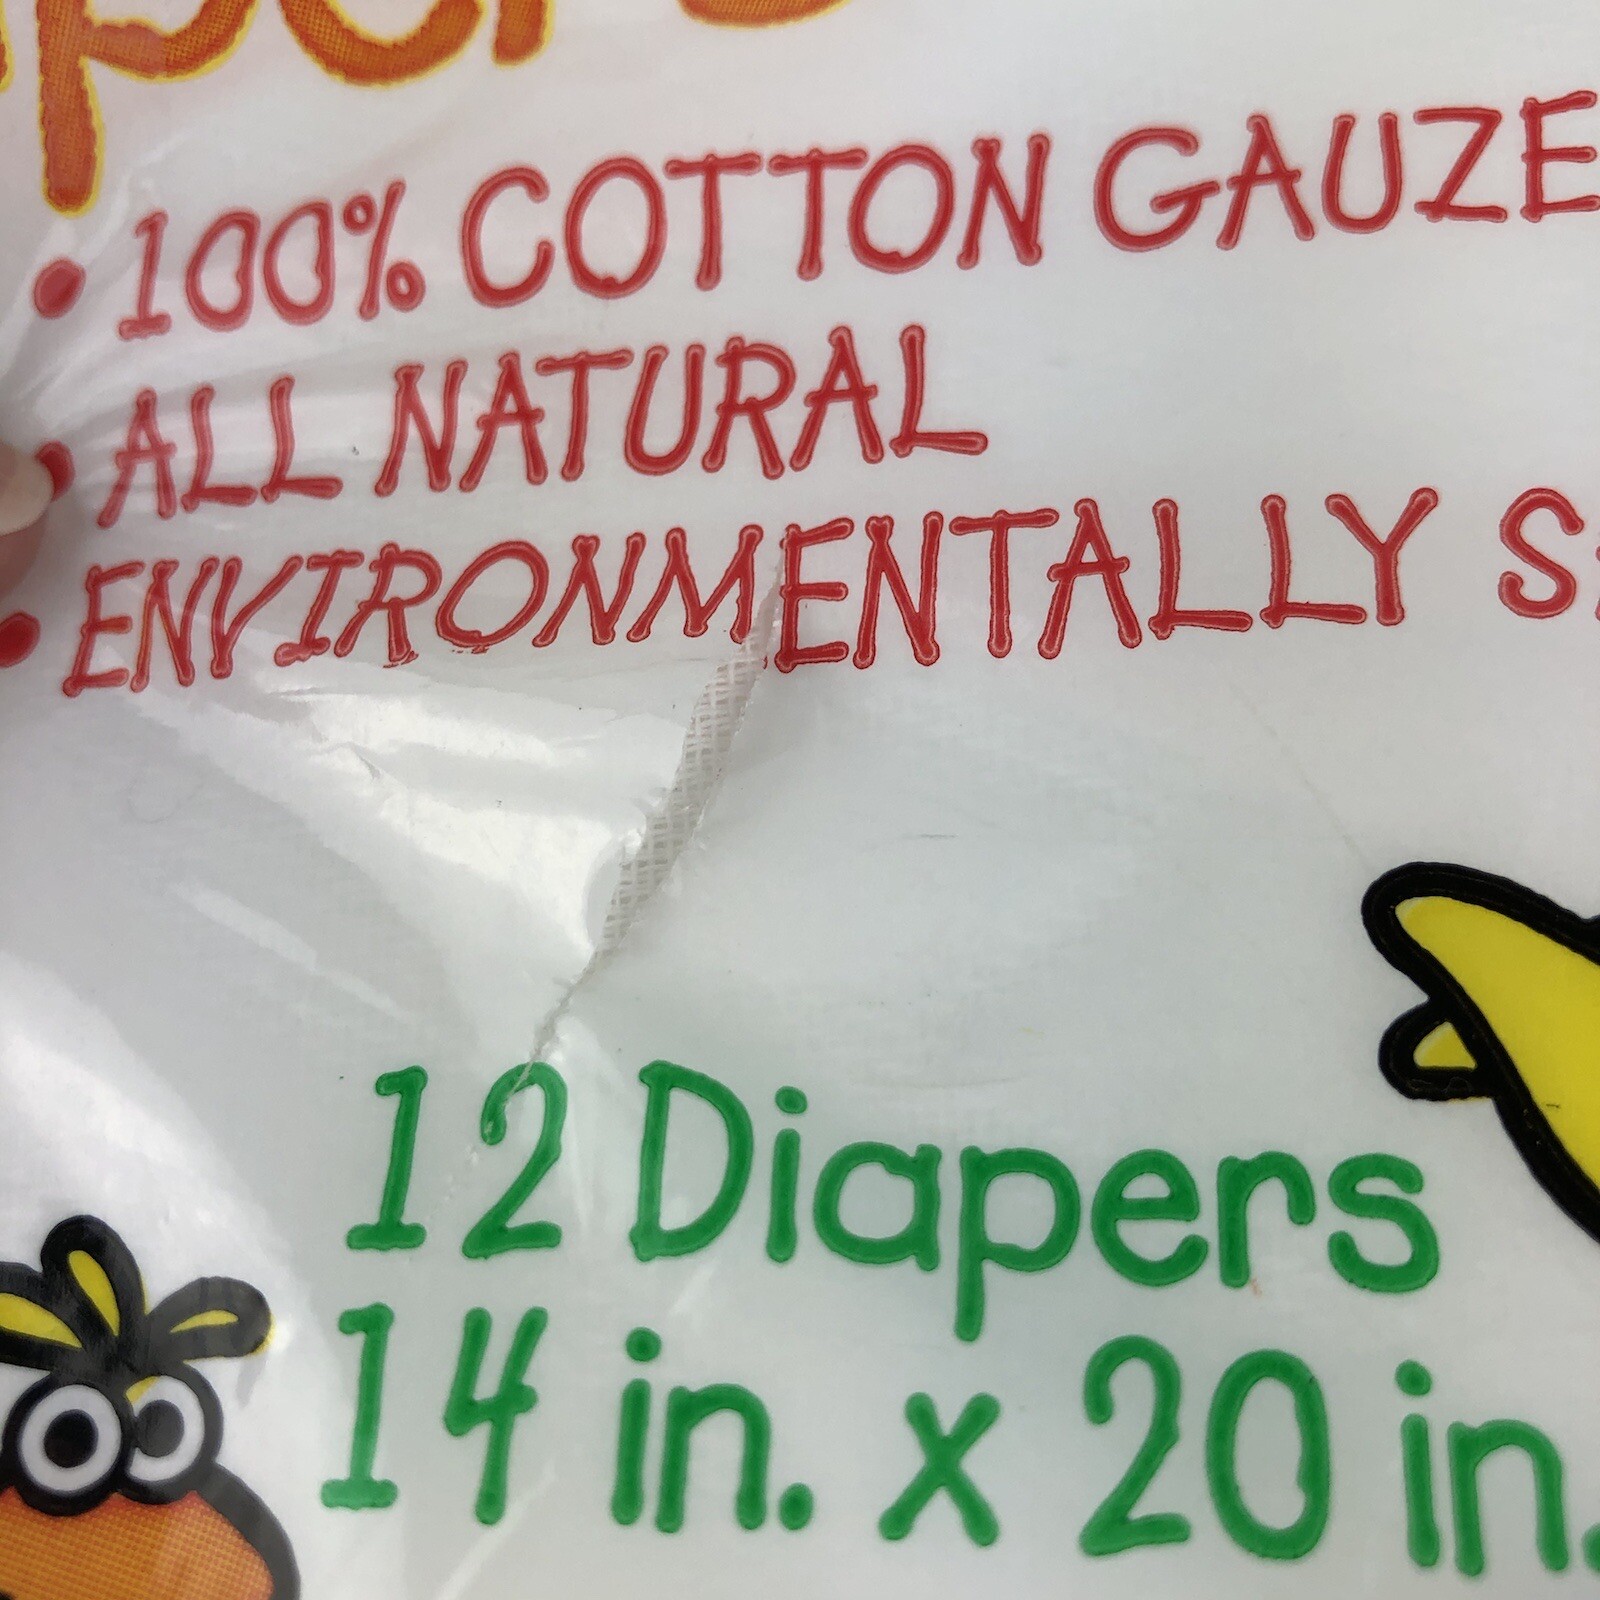 • 100% COTTON GAUZE
• ALL NATURAL
• ENVIRONMENTALLY
12 Diapers
14 in. x 20 in.